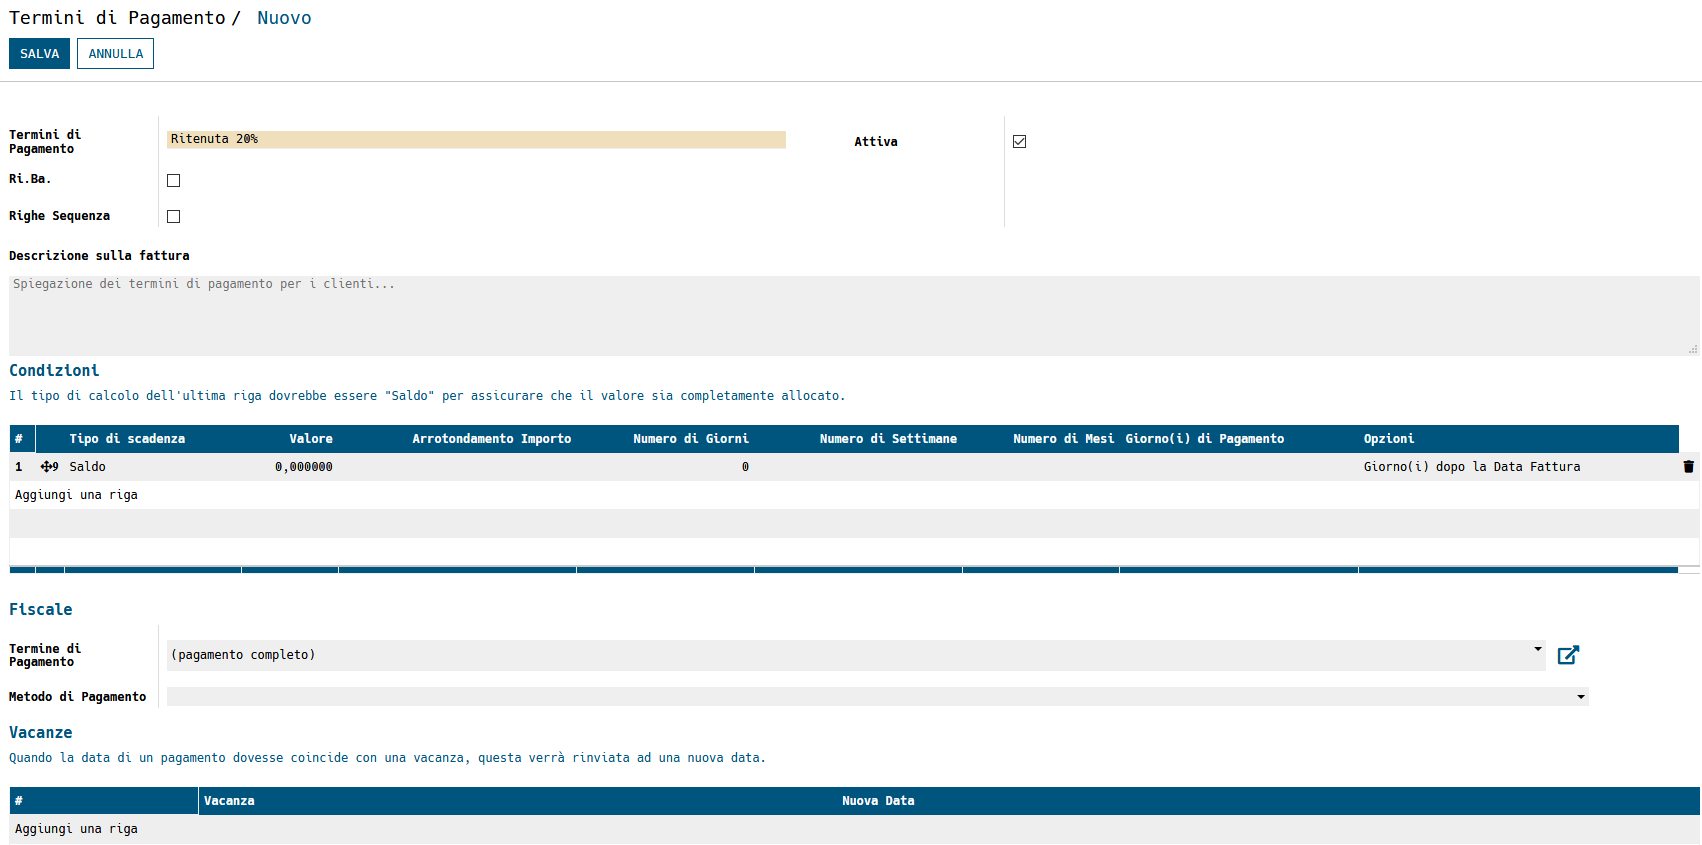 Termini di Pagamento / Nuovo
SALVA ANNULLA
Termini di Pagamento Ritenuta 20% Attiva
Ri.Ba.
Righe Sequenza
Descrizione sulla fattura
Spiegazione dei termini di pagamento per i clienti...
Condizioni
Il tipo di calcolo dell'ultima riga dovrebbe essere "Saldo" per assicurare che il valore sia completamente allocato.
# Tipo di scadenza Valore Arrotondamento Importo Numero di Giorni Numero di Settimane Numero di Mesi Giorno(i) di Pagamento Opzioni
1 9 Saldo 0,000000 0 Giorno(i) dopo la Data Fattura
Aggiungi una riga
Fiscale
Termine di Pagamento (pagamento completo)
Metodo di Pagamento
Vacanze
Quando la data di un pagamento dovesse coincide con una vacanza, questa verrà rinviata ad una nuova data.
# Vacanza Nuova Data
Aggiungi una riga